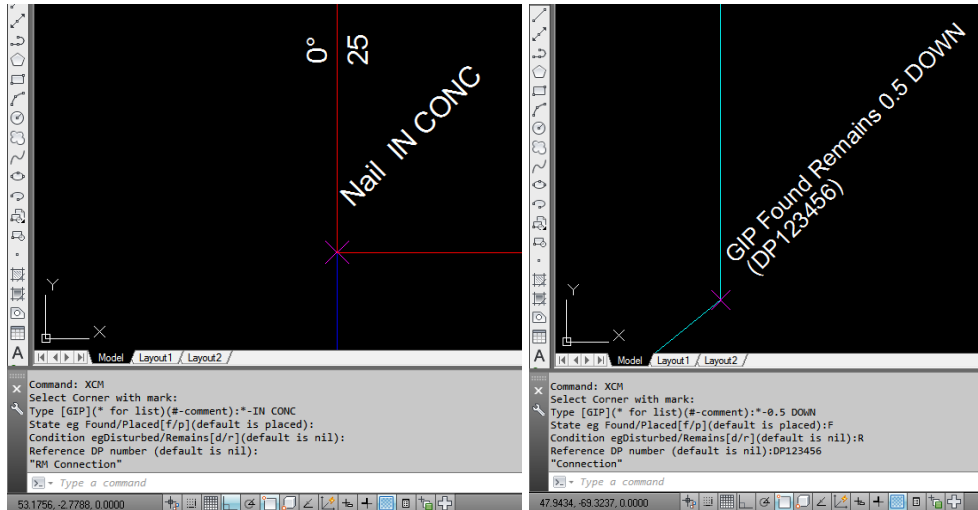 0°
25
Nail  IN CONC
Y
X
A
Model
Layout1
Layout2
Command: XCM
Select Corner with mark:
Type [GIP](* for list)(#-comment):*-IN CONC
State eg Found/Placed[f/p](default is placed):
Condition egDisturbed/Remains[d/r](default is nil):
Reference DP number (default is nil):
"RM Connection"
Type a command
53.1756, -2.7788, 0.0000
GIP Found Remains 0.5 DOWN
(DP123456)
Y
X
A
Model
Layout1
Layout2
Command: XCM
Select Corner with mark:
Type [GIP](* for list)(#-comment):*-0.5 DOWN
State eg Found/Placed[f/p](default is placed):F
Condition egDisturbed/Remains[d/r](default is nil):R
Reference DP number (default is nil):DP123456
"Connection"
Type a command
47.9434, -69.3237, 0.0000